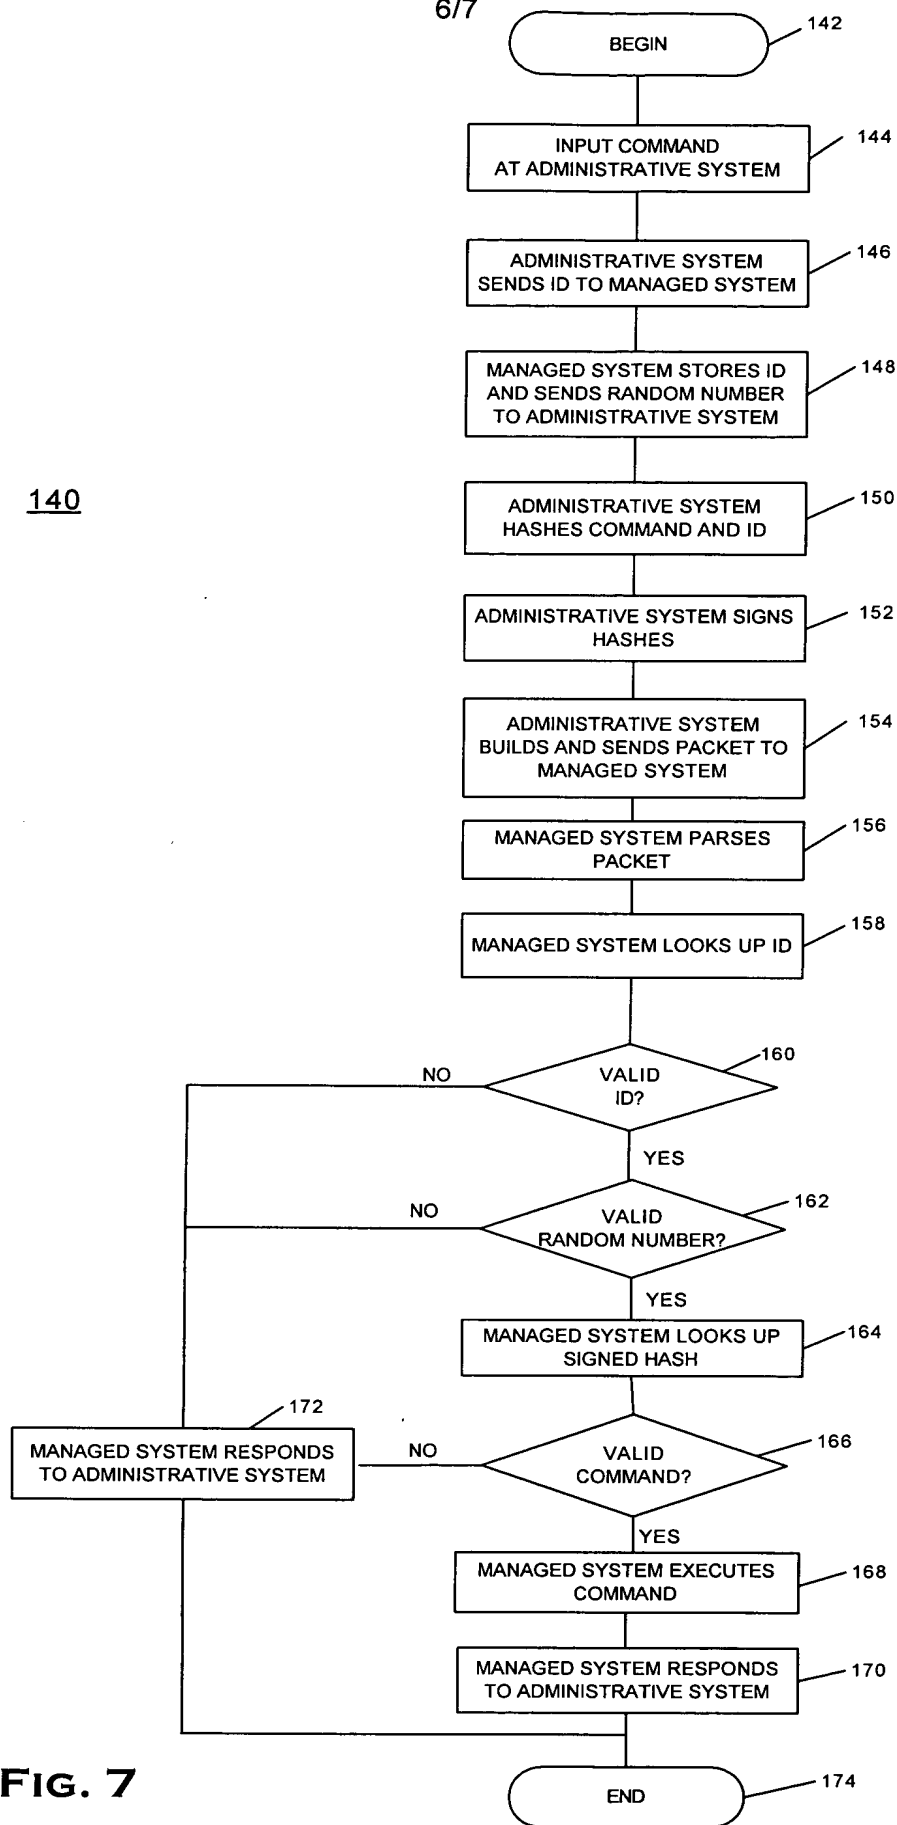 6/7
BEGIN
142
INPUT COMMAND
AT ADMINISTRATIVE SYSTEM
144
ADMINISTRATIVE SYSTEM
SENDS ID TO MANAGED SYSTEM
146
MANAGED SYSTEM STORES ID
AND SENDS RANDOM NUMBER
TO ADMINISTRATIVE SYSTEM
148
140
ADMINISTRATIVE SYSTEM
HASHES COMMAND AND ID
150
ADMINISTRATIVE SYSTEM SIGNS
HASHES
152
ADMINISTRATIVE SYSTEM
BUILDS AND SENDS PACKET TO
MANAGED SYSTEM
154
MANAGED SYSTEM PARSES
PACKET
156
MANAGED SYSTEM LOOKS UP ID
158
VALID
ID?
160
NO
YES
VALID
RANDOM NUMBER?
162
NO
YES
MANAGED SYSTEM LOOKS UP
SIGNED HASH
164
VALID
COMMAND?
166
NO
172
MANAGED SYSTEM RESPONDS
TO ADMINISTRATIVE SYSTEM
YES
MANAGED SYSTEM EXECUTES
COMMAND
168
MANAGED SYSTEM RESPONDS
TO ADMINISTRATIVE SYSTEM
170
END
174
FIG. 7